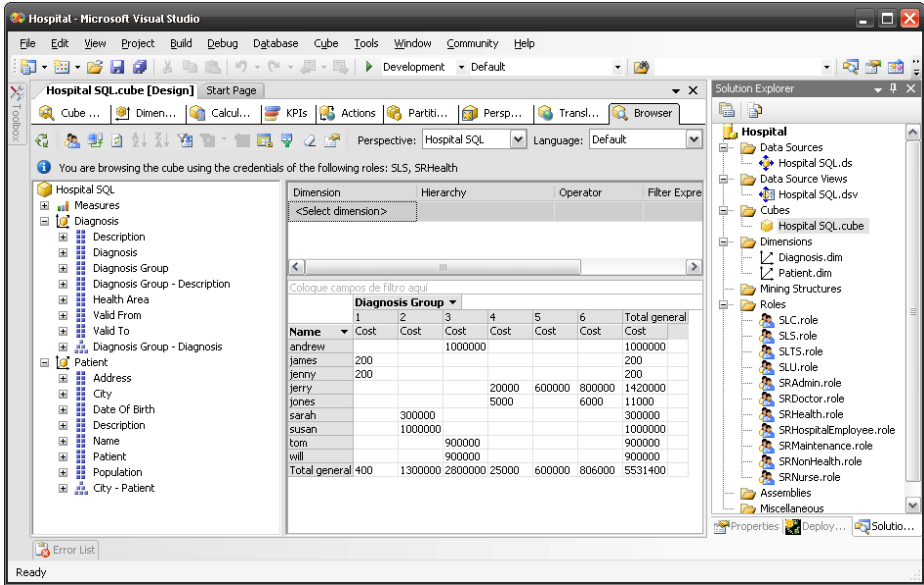 Hospital - Microsoft Visual Studio
File Edit View Project Build Debug Database Cube Tools Window Community Help
Development Default
Toolbox
Hospital SQL.cube [Design] Start Page
Cube ... Dimen... Calcul... KPIs Actions Partiti... Persp... Transl... Browser
Perspective: Hospital SQL Language: Default
You are browsing the cube using the credentials of the following roles: SLS, SRHealth
Hospital SQL
Measures
Diagnosis
Description
Diagnosis
Diagnosis Group
Diagnosis Group - Description
Health Area
Valid From
Valid To
Diagnosis Group - Diagnosis
Patient
Address
City
Date Of Birth
Description
Name
Patient
Population
City - Patient
Dimension Hierarchy Operator Filter Expre
<Select dimension>
Coloque campos de filtro aquí
Diagnosis Group
1 2 3 4 5 6 Total general
Name Cost Cost Cost Cost Cost Cost Cost
andrew 1000000 1000000
james 200 200
jenny 200 200
jerry 20000 600000 800000 1420000
jones 5000 6000 11000
sarah 300000 300000
susan 1000000 1000000
tom 900000 900000
will 900000 900000
Total general 400 1300000 2800000 25000 600000 806000 5531400
Solution Explorer
Hospital
Data Sources
Hospital SQL.ds
Data Source Views
Hospital SQL.dsv
Cubes
Hospital SQL.cube
Dimensions
Diagnosis.dim
Patient.dim
Mining Structures
Roles
SLC.role
SLS.role
SLTS.role
SLU.role
SRAdmin.role
SRDoctor.role
SRHealth.role
SRHospitalEmployee.role
SRMaintenance.role
SRNonHealth.role
SRNurse.role
Assemblies
Miscellaneous
Properties Deploy... Solutio...
Error List
Ready